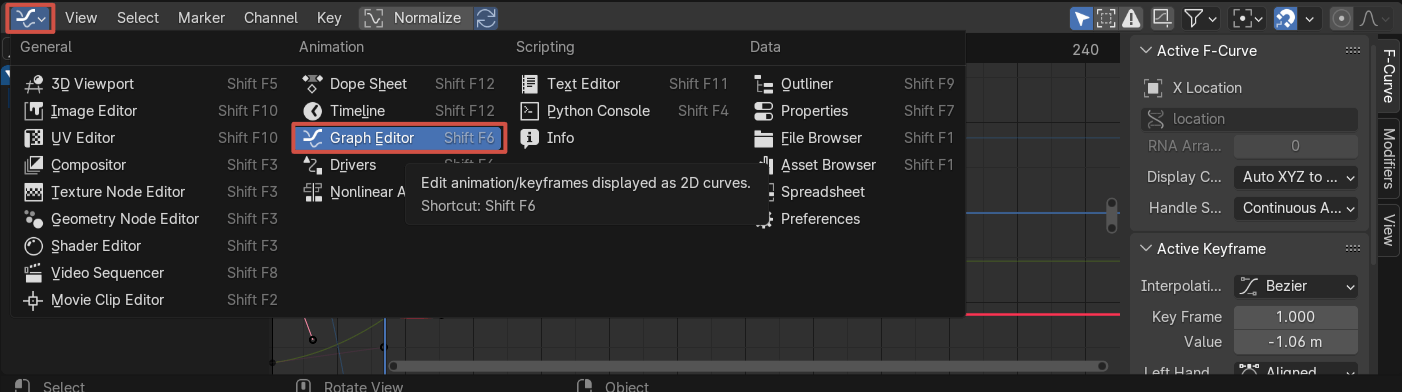 View Select Marker Channel Key Normalize
General Animation Scripting Data
240
Active F-Curve
F-Curve
3D Viewport Shift F5 Dope Sheet Shift F12 Text Editor Shift F11 Outliner Shift F9
X Location
Image Editor Shift F10 Timeline Shift F12 Python Console Shift F4 Properties Shift F7
location
UV Editor Shift F10 Graph Editor Shift F6 Info File Browser Shift F1
RNA Arra... 0
Modifiers
Compositor Shift F3 Drivers Asset Browser Shift F1
Display C... Auto XYZ to ...
Texture Node Editor Shift F3 Nonlinear Spreadsheet
Edit animation/keyframes displayed as 2D curves.
Shortcut: Shift F6
Geometry Node Editor Shift F3 Preferences
Handle S... Continuous A...
View
Shader Editor Shift F3
Active Keyframe
Video Sequencer Shift F8
Interpolati... Bezier
Movie Clip Editor Shift F2
Key Frame 1.000
Value -1.06 m
Left Hand Aligned
Select Rotate View Object